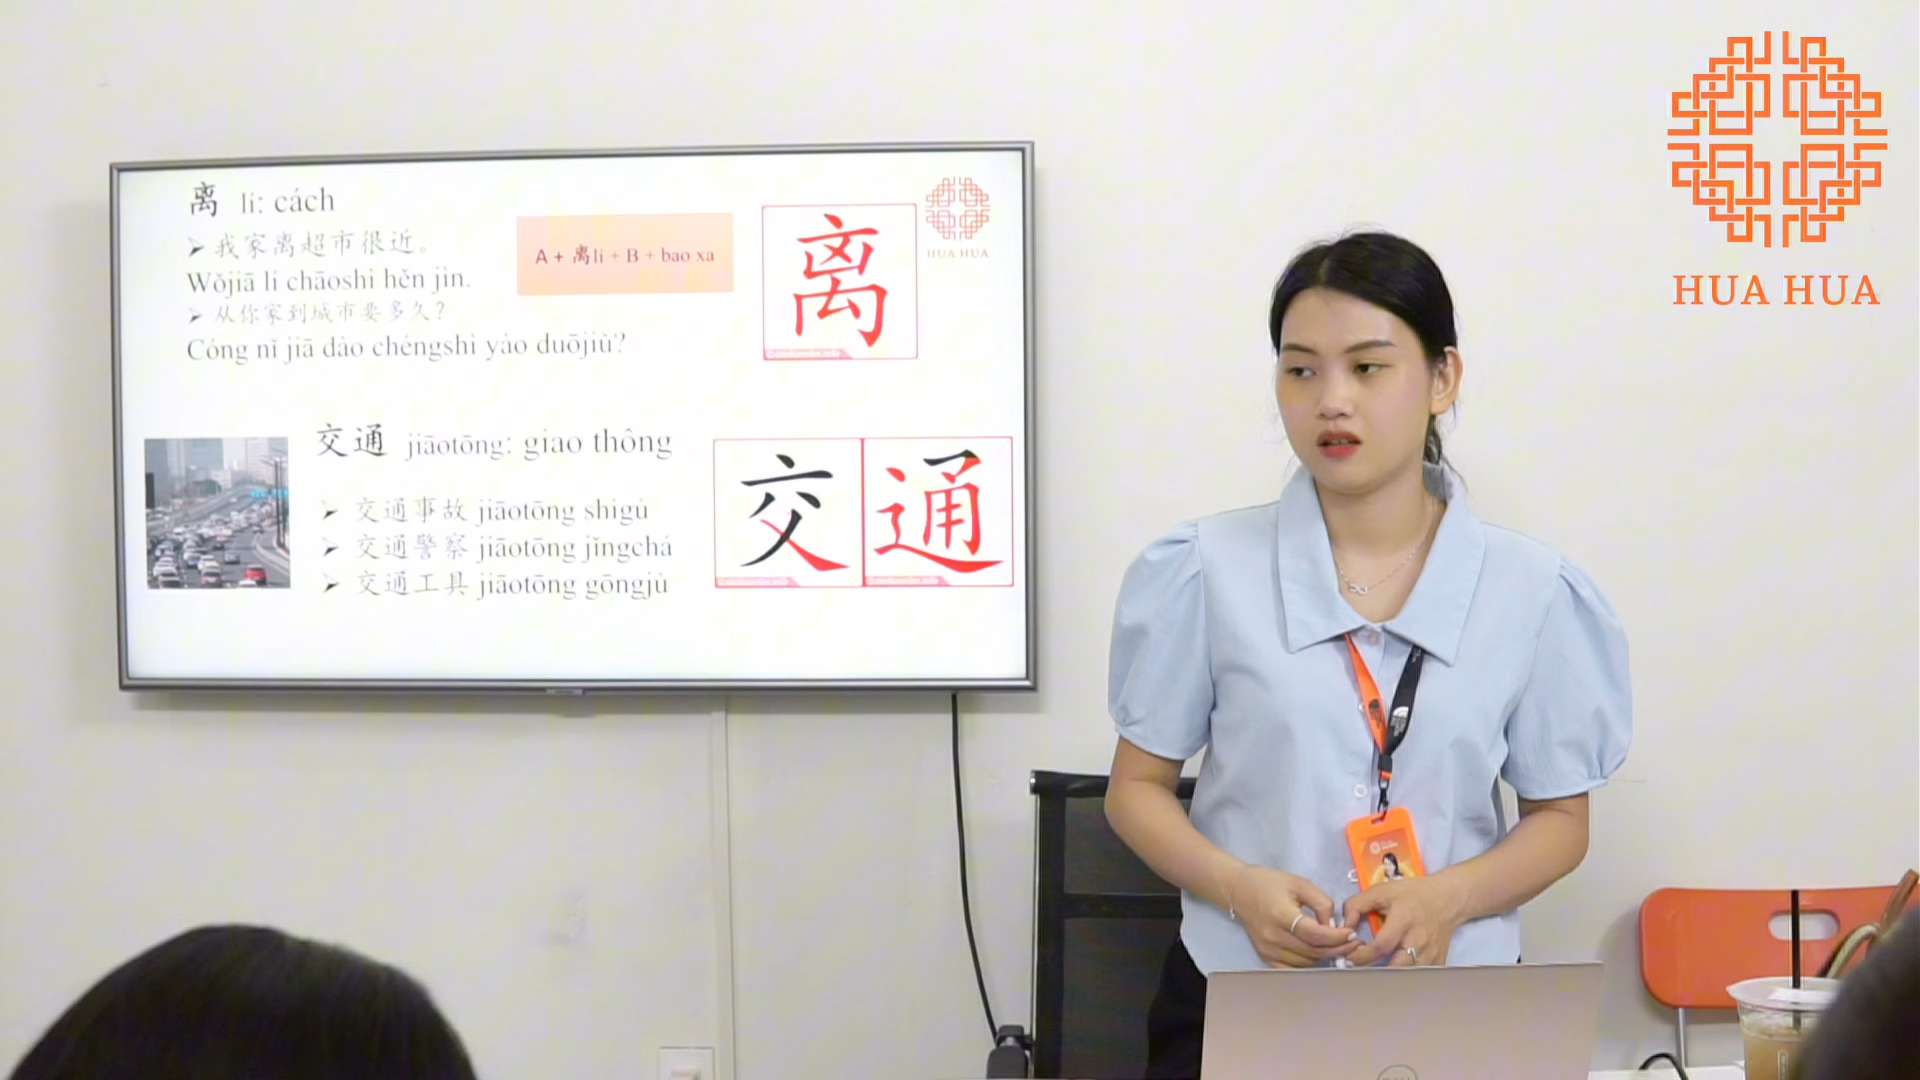 离 lí: cách
➢ 我家离超市很近。
Wǒjiā lí chāoshì hěn jìn.
➢ 从你家到城市要多久?
Cóng nǐ jiā dào chéngshì yào duōjiǔ?
A + 离lí + B + bao xa
离
HUA HUA
交通 jiāotōng: giao thông
➢ 交通事故 jiāotōng shìgù
➢ 交通警察 jiāotōng jǐngchá
➢ 交通工具 jiāotōng gōngjù
交通
HUA HUA
DELL